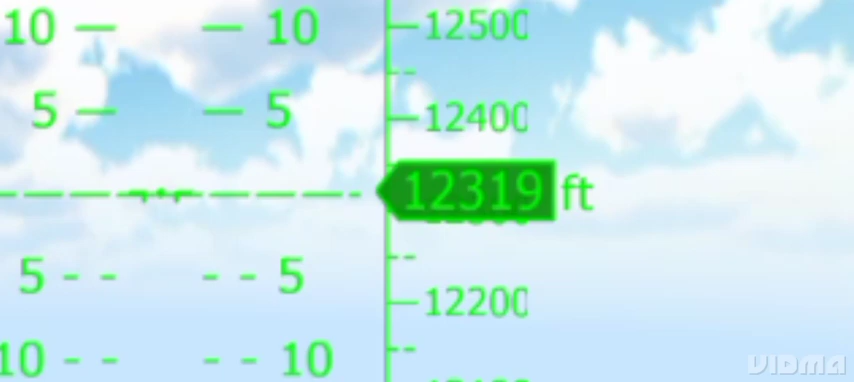 10 — — 10 12500
5 — — 5 12400
12319 ft
5 - - - - 5
12200
10 - - - - 10
VIDMA